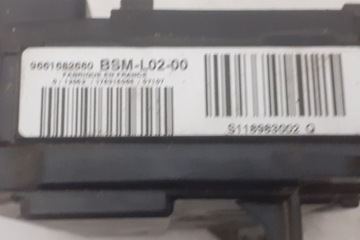 9661682680 BSM-L02-00
FABRIQUE EN FRANCE
S118983002 Q